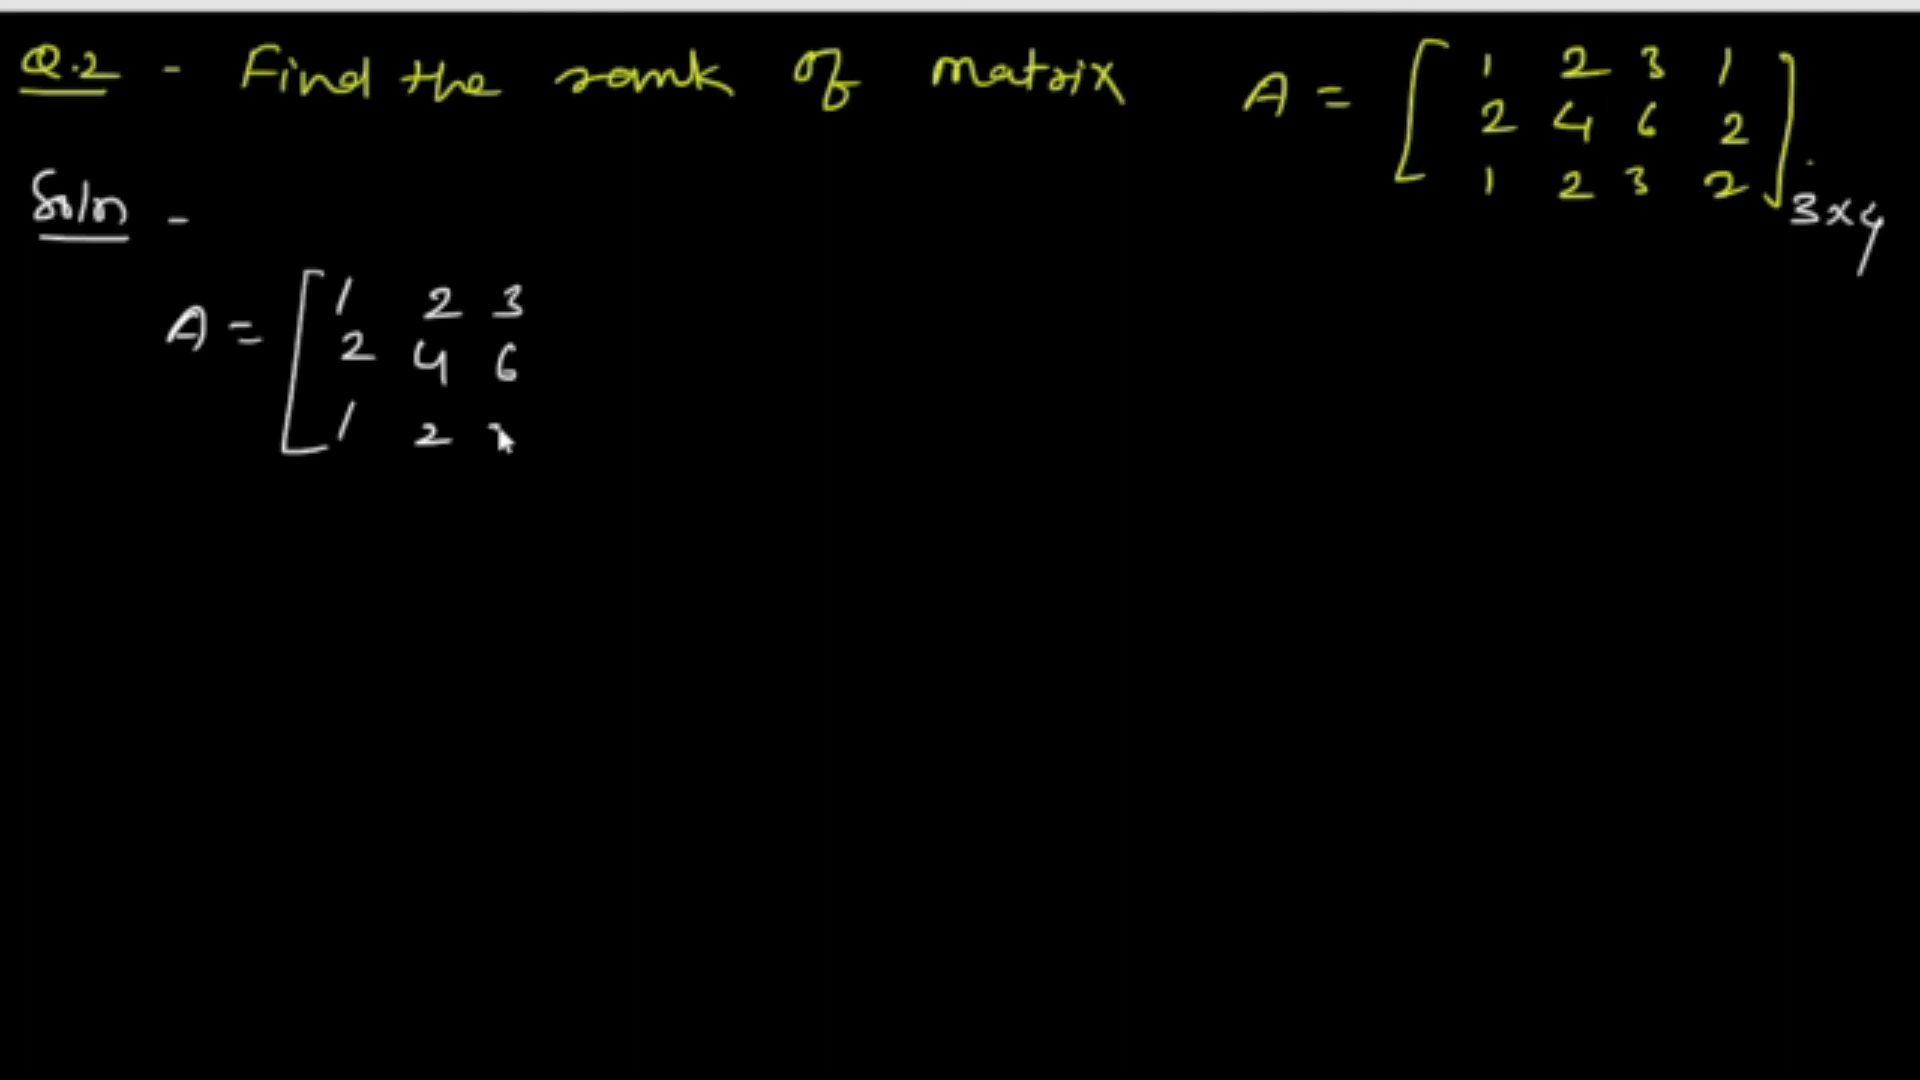 Q.2 - Find the rank of matrix A = [ 1 2 3 1
2 4 6 2
1 2 3 2 ] 3×4
Soln -
A = [ 1 2 3
2 4 6
1 2